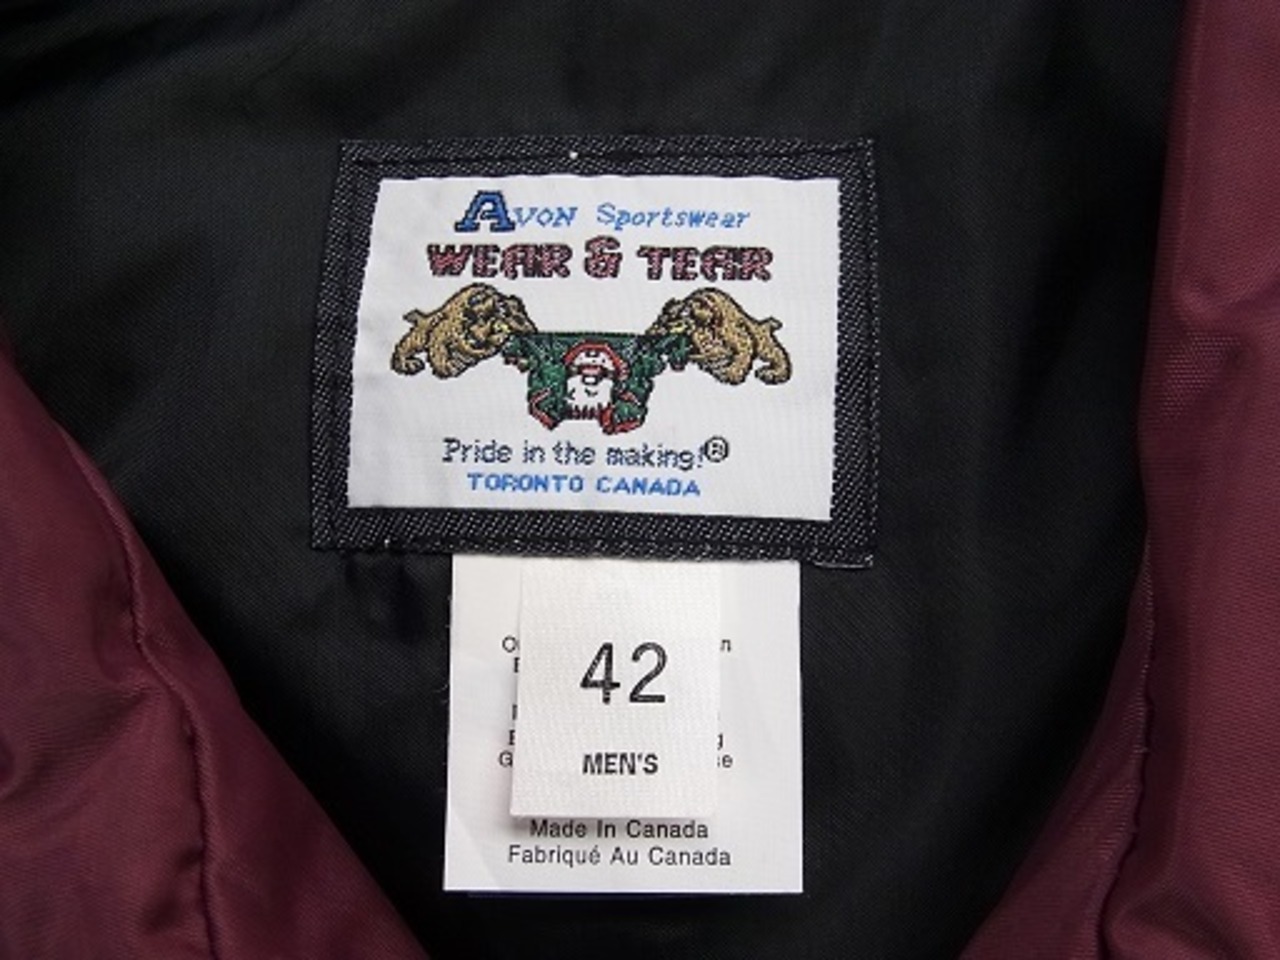 AVON Sportswear
WEAR & TEAR
Pride in the making!®
TORONTO CANADA
42
MEN'S
Made In Canada
Fabriqué Au Canada